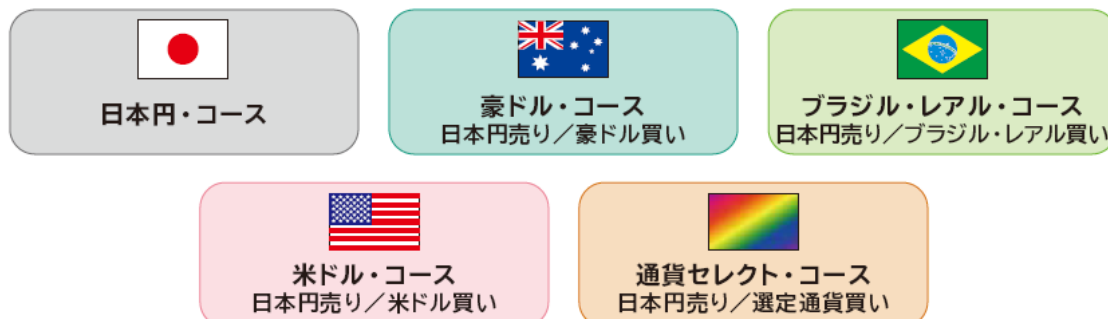 日本円・コース
豪ドル・コース
日本円売り／豪ドル買い
ブラジル・レアル・コース
日本円売り／ブラジル・レアル買い
米ドル・コース
日本円売り／米ドル買い
通貨セレクト・コース
日本円売り／選定通貨買い